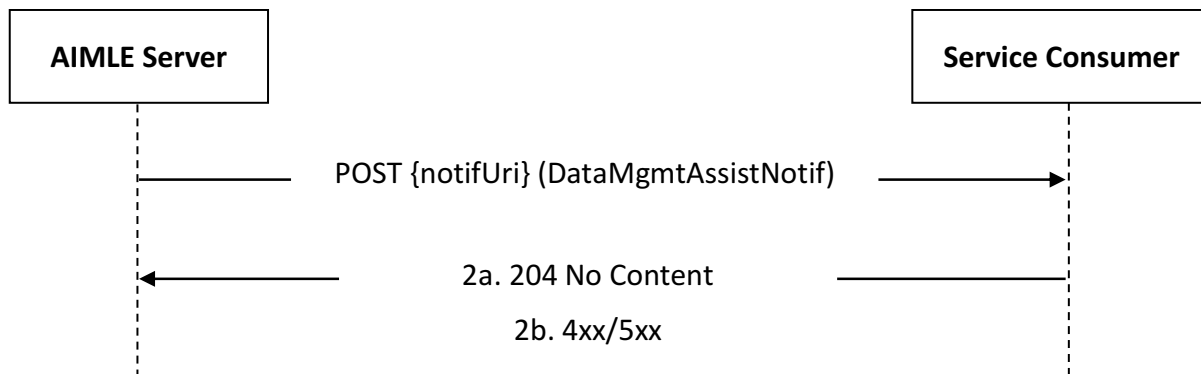 AIMLE Server
Service Consumer
POST {notifUri} (DataMgmtAssistNotif)
2a. 204 No Content
2b. 4xx/5xx